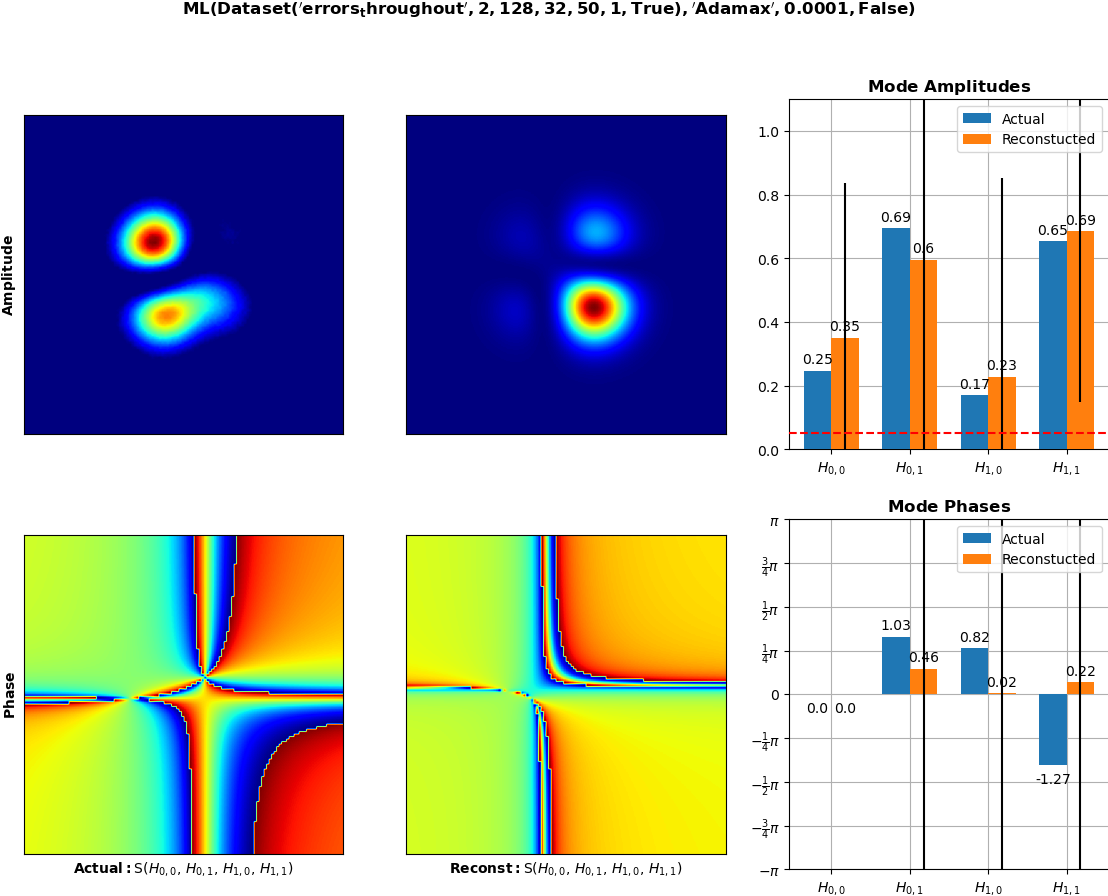 ML(Dataset('errorsₜhroughout', 2, 128, 32, 50, 1, True), 'Adamax', 0.0001, False)
Amplitude
Mode Amplitudes
Actual
Reconstucted
1.0
0.8
0.6
0.4
0.2
0.0
0.25
0.35
0.69
0.6
0.17
0.23
0.65
0.69
H₀,₀
H₀,₁
H₁,₀
H₁,₁
Phase
Actual: S(H₀,₀, H₀,₁, H₁,₀, H₁,₁)
Reconst: S(H₀,₀, H₀,₁, H₁,₀, H₁,₁)
Mode Phases
Actual
Reconstucted
π
3/4π
1/2π
1/4π
0
−1/4π
−1/2π
−3/4π
−π
0.0
0.0
1.03
0.46
0.82
0.02
-1.27
0.22
H₀,₀
H₀,₁
H₁,₀
H₁,₁